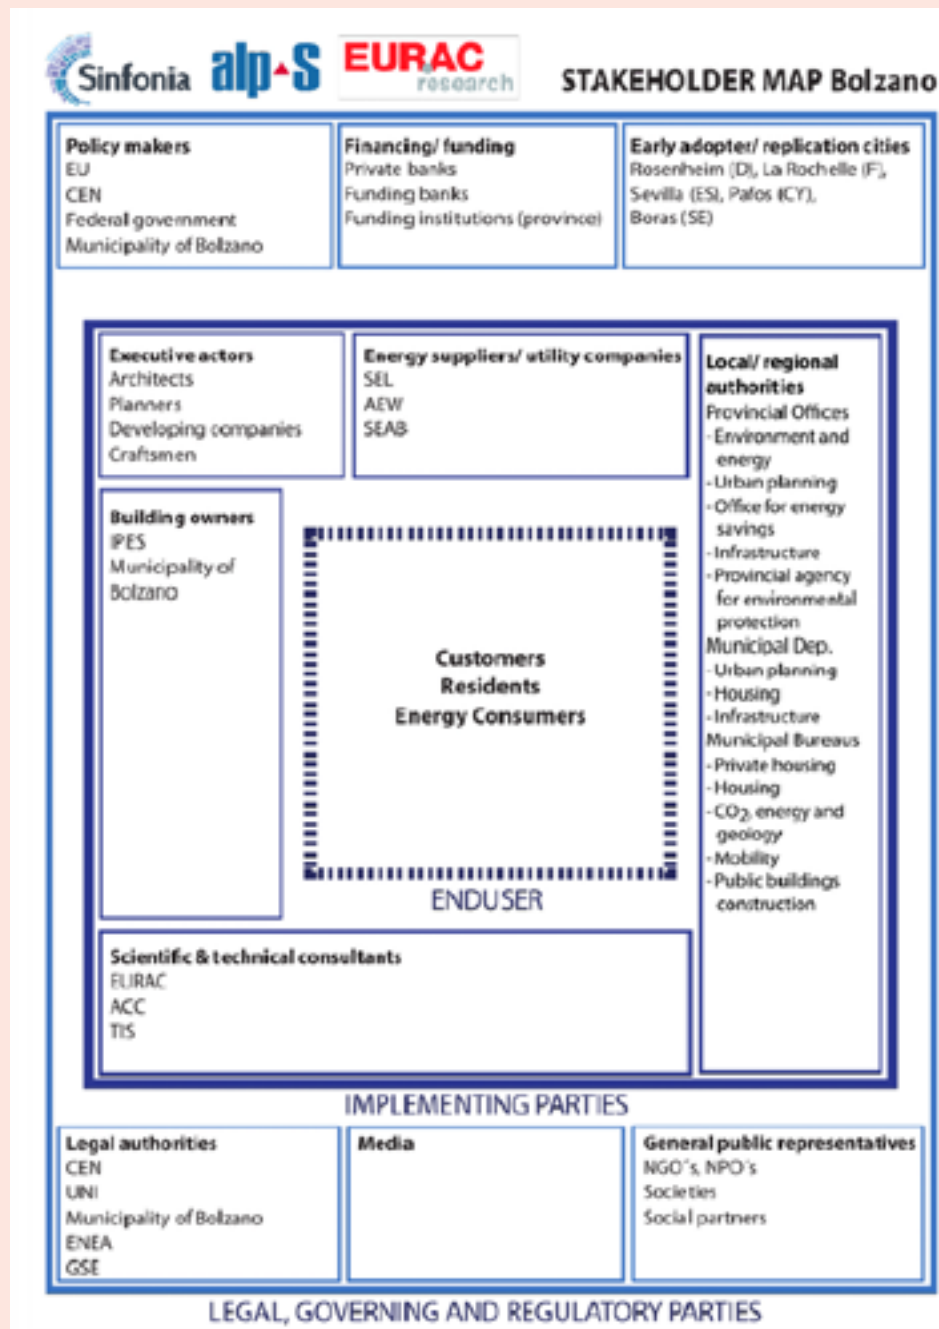 Sinfonia alp-S EURAC research STAKEHOLDER MAP Bolzano
Policy makers
EU
CEN
Federal government
Municipality of Bolzano
Financing/ funding
Private banks
Funding banks
Funding institutions (province)
Early adopter/ replication cities
Rosenheim (D), La Rochelle (F),
Sevilla (ES), Pafos (CY),
Boras (SE)
Executive actors
Architects
Planners
Developing companies
Craftsmen
Energy suppliers/ utility companies
SEL
AEW
SEAB
Local/ regional
authorities
Provincial Offices
- Environment and
energy
- Urban planning
- Office for energy
savings
- Infrastructure
- Provincial agency
for environmental
protection
Municipal Dep.
- Urban planning
- Housing
- Infrastructure
Municipal Bureaus
- Private housing
- Housing
- CO2, energy and
geology
- Mobility
- Public buildings
construction
Building owners
IPES
Municipality of
Bolzano
Customers
Residents
Energy Consumers
ENDUSER
Scientific & technical consultants
EURAC
ACC
TIS
IMPLEMENTING PARTIES
Legal authorities
CEN
UNI
Municipality of Bolzano
ENEA
GSE
Media
General public representatives
NGO´s, NPO´s
Societies
Social partners
LEGAL, GOVERNING AND REGULATORY PARTIES